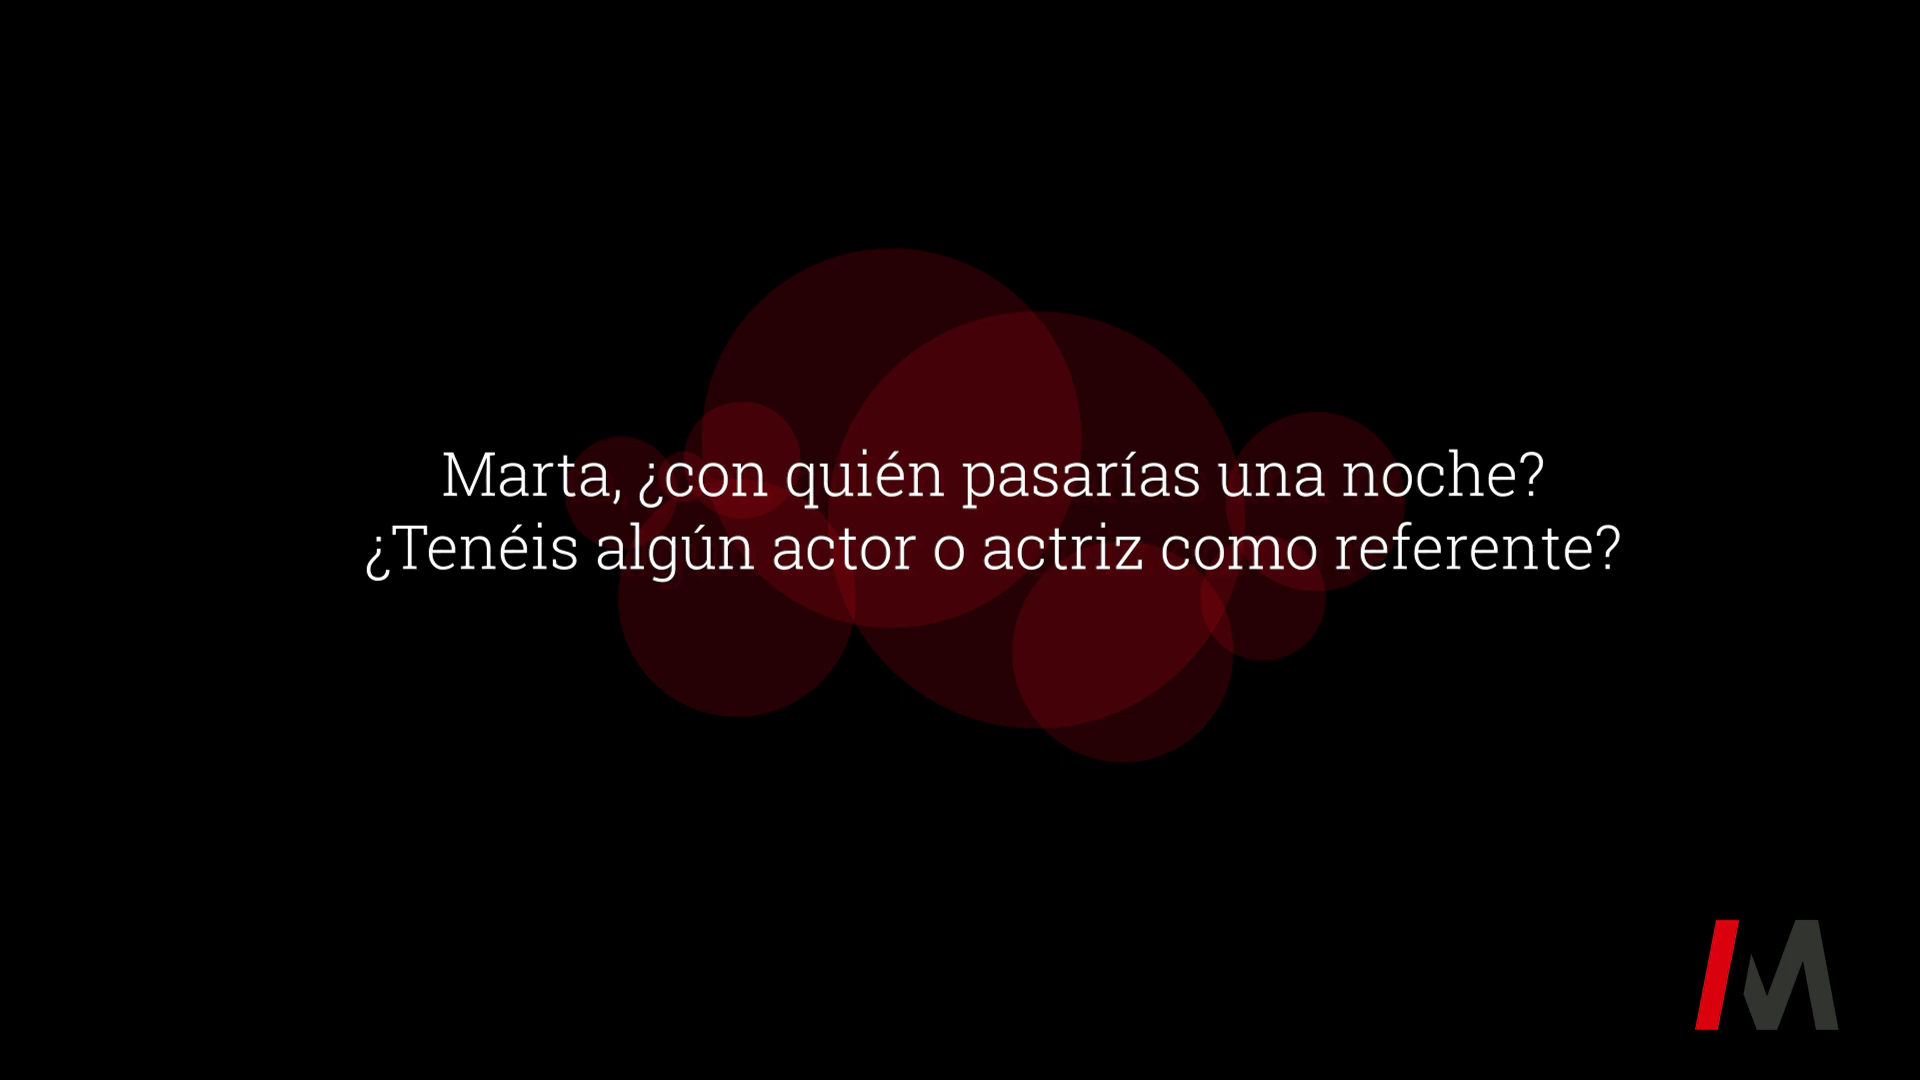 Marta, ¿con quién pasarías una noche?
¿Tenéis algún actor o actriz como referente?
M